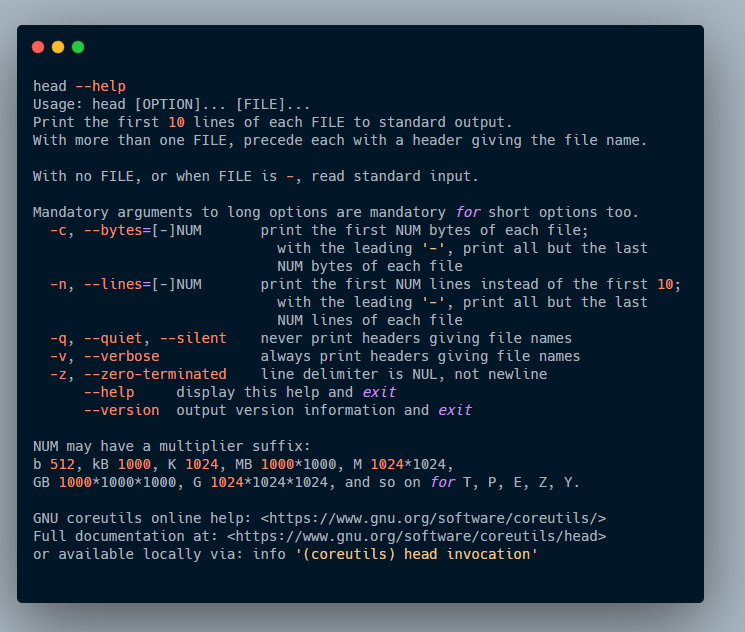 head --help
Usage: head [OPTION]... [FILE]...
Print the first 10 lines of each FILE to standard output.
With more than one FILE, precede each with a header giving the file name.
With no FILE, or when FILE is -, read standard input.
Mandatory arguments to long options are mandatory for short options too.
-c, --bytes=[-]NUM print the first NUM bytes of each file;
with the leading '-', print all but the last
NUM bytes of each file
-n, --lines=[-]NUM print the first NUM lines instead of the first 10;
with the leading '-', print all but the last
NUM lines of each file
-q, --quiet, --silent never print headers giving file names
-v, --verbose always print headers giving file names
-z, --zero-terminated line delimiter is NUL, not newline
--help display this help and exit
--version output version information and exit
NUM may have a multiplier suffix:
b 512, kB 1000, K 1024, MB 1000*1000, M 1024*1024,
GB 1000*1000*1000, G 1024*1024*1024, and so on for T, P, E, Z, Y.
GNU coreutils online help: <https://www.gnu.org/software/coreutils/>
Full documentation at: <https://www.gnu.org/software/coreutils/head>
or available locally via: info '(coreutils) head invocation'